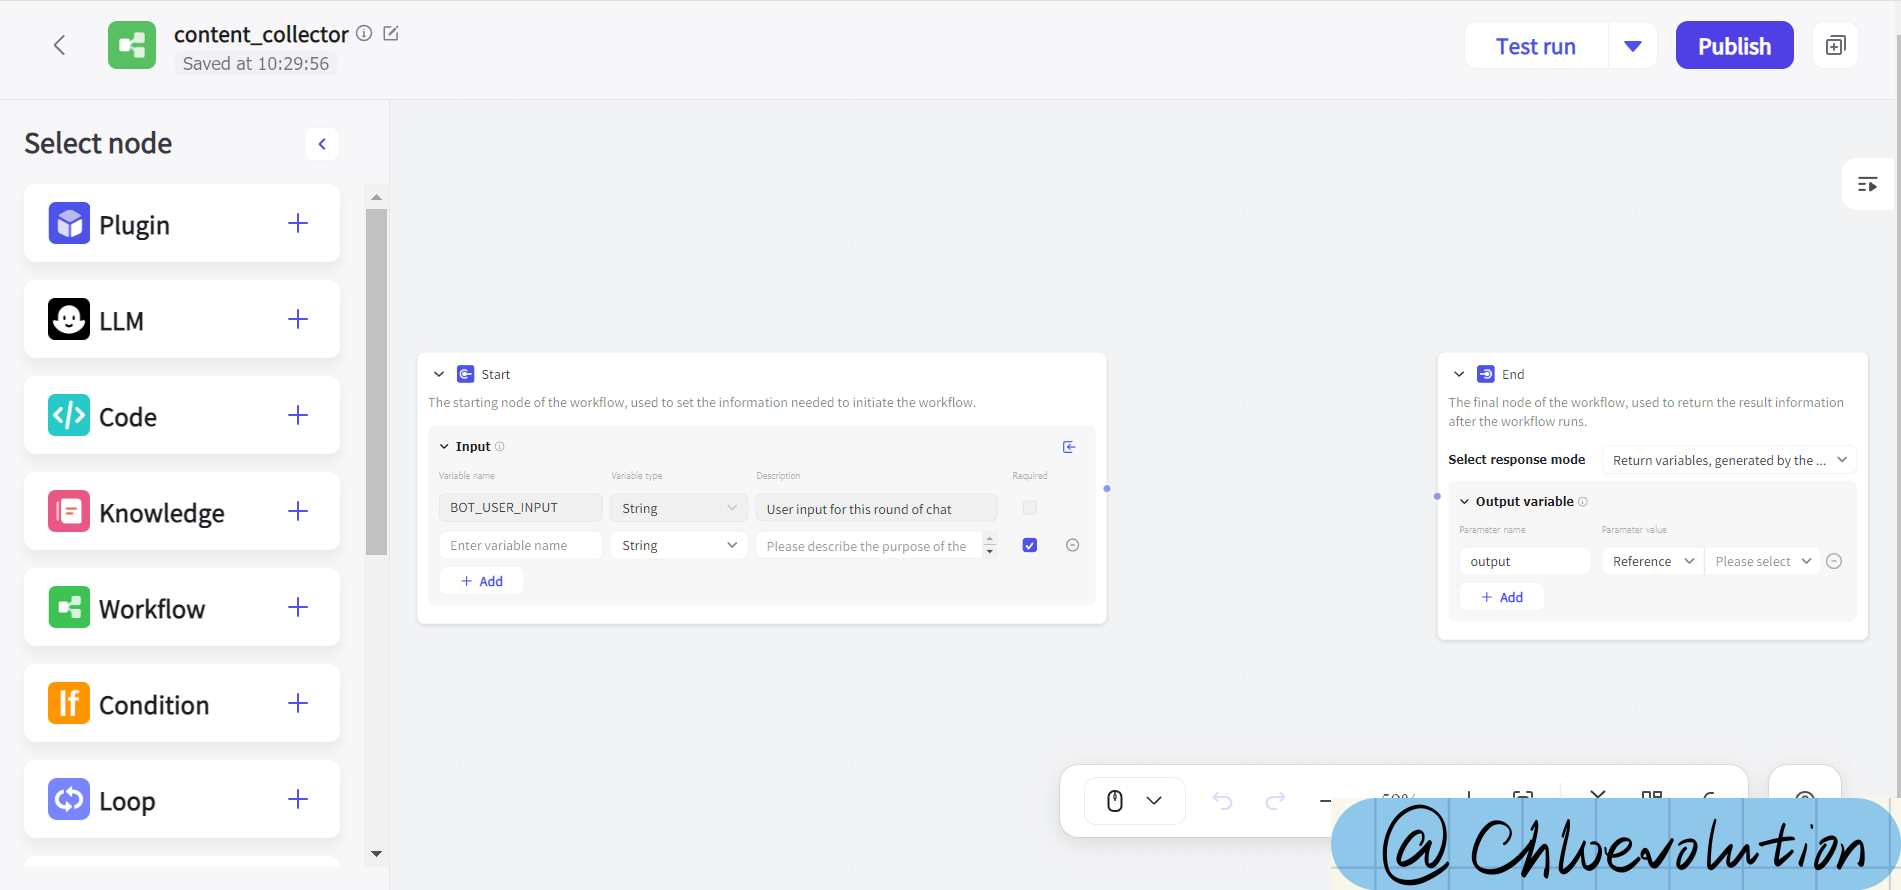 content_collector
Saved at 10:29:56
Test run
Publish
Select node
Plugin
LLM
Code
Knowledge
Workflow
If
Condition
Loop
Start
The starting node of the workflow, used to set the information needed to initiate the workflow.
Input
Variable name Variable type Description Required
BOT_USER_INPUT String User input for this round of chat
Enter variable name String Please describe the purpose of the
+ Add
End
The final node of the workflow, used to return the result information
after the workflow runs.
Select response mode Return variables, generated by the ...
Output variable
Parameter name Parameter value
output Reference Please select
+ Add
@Chloevolution